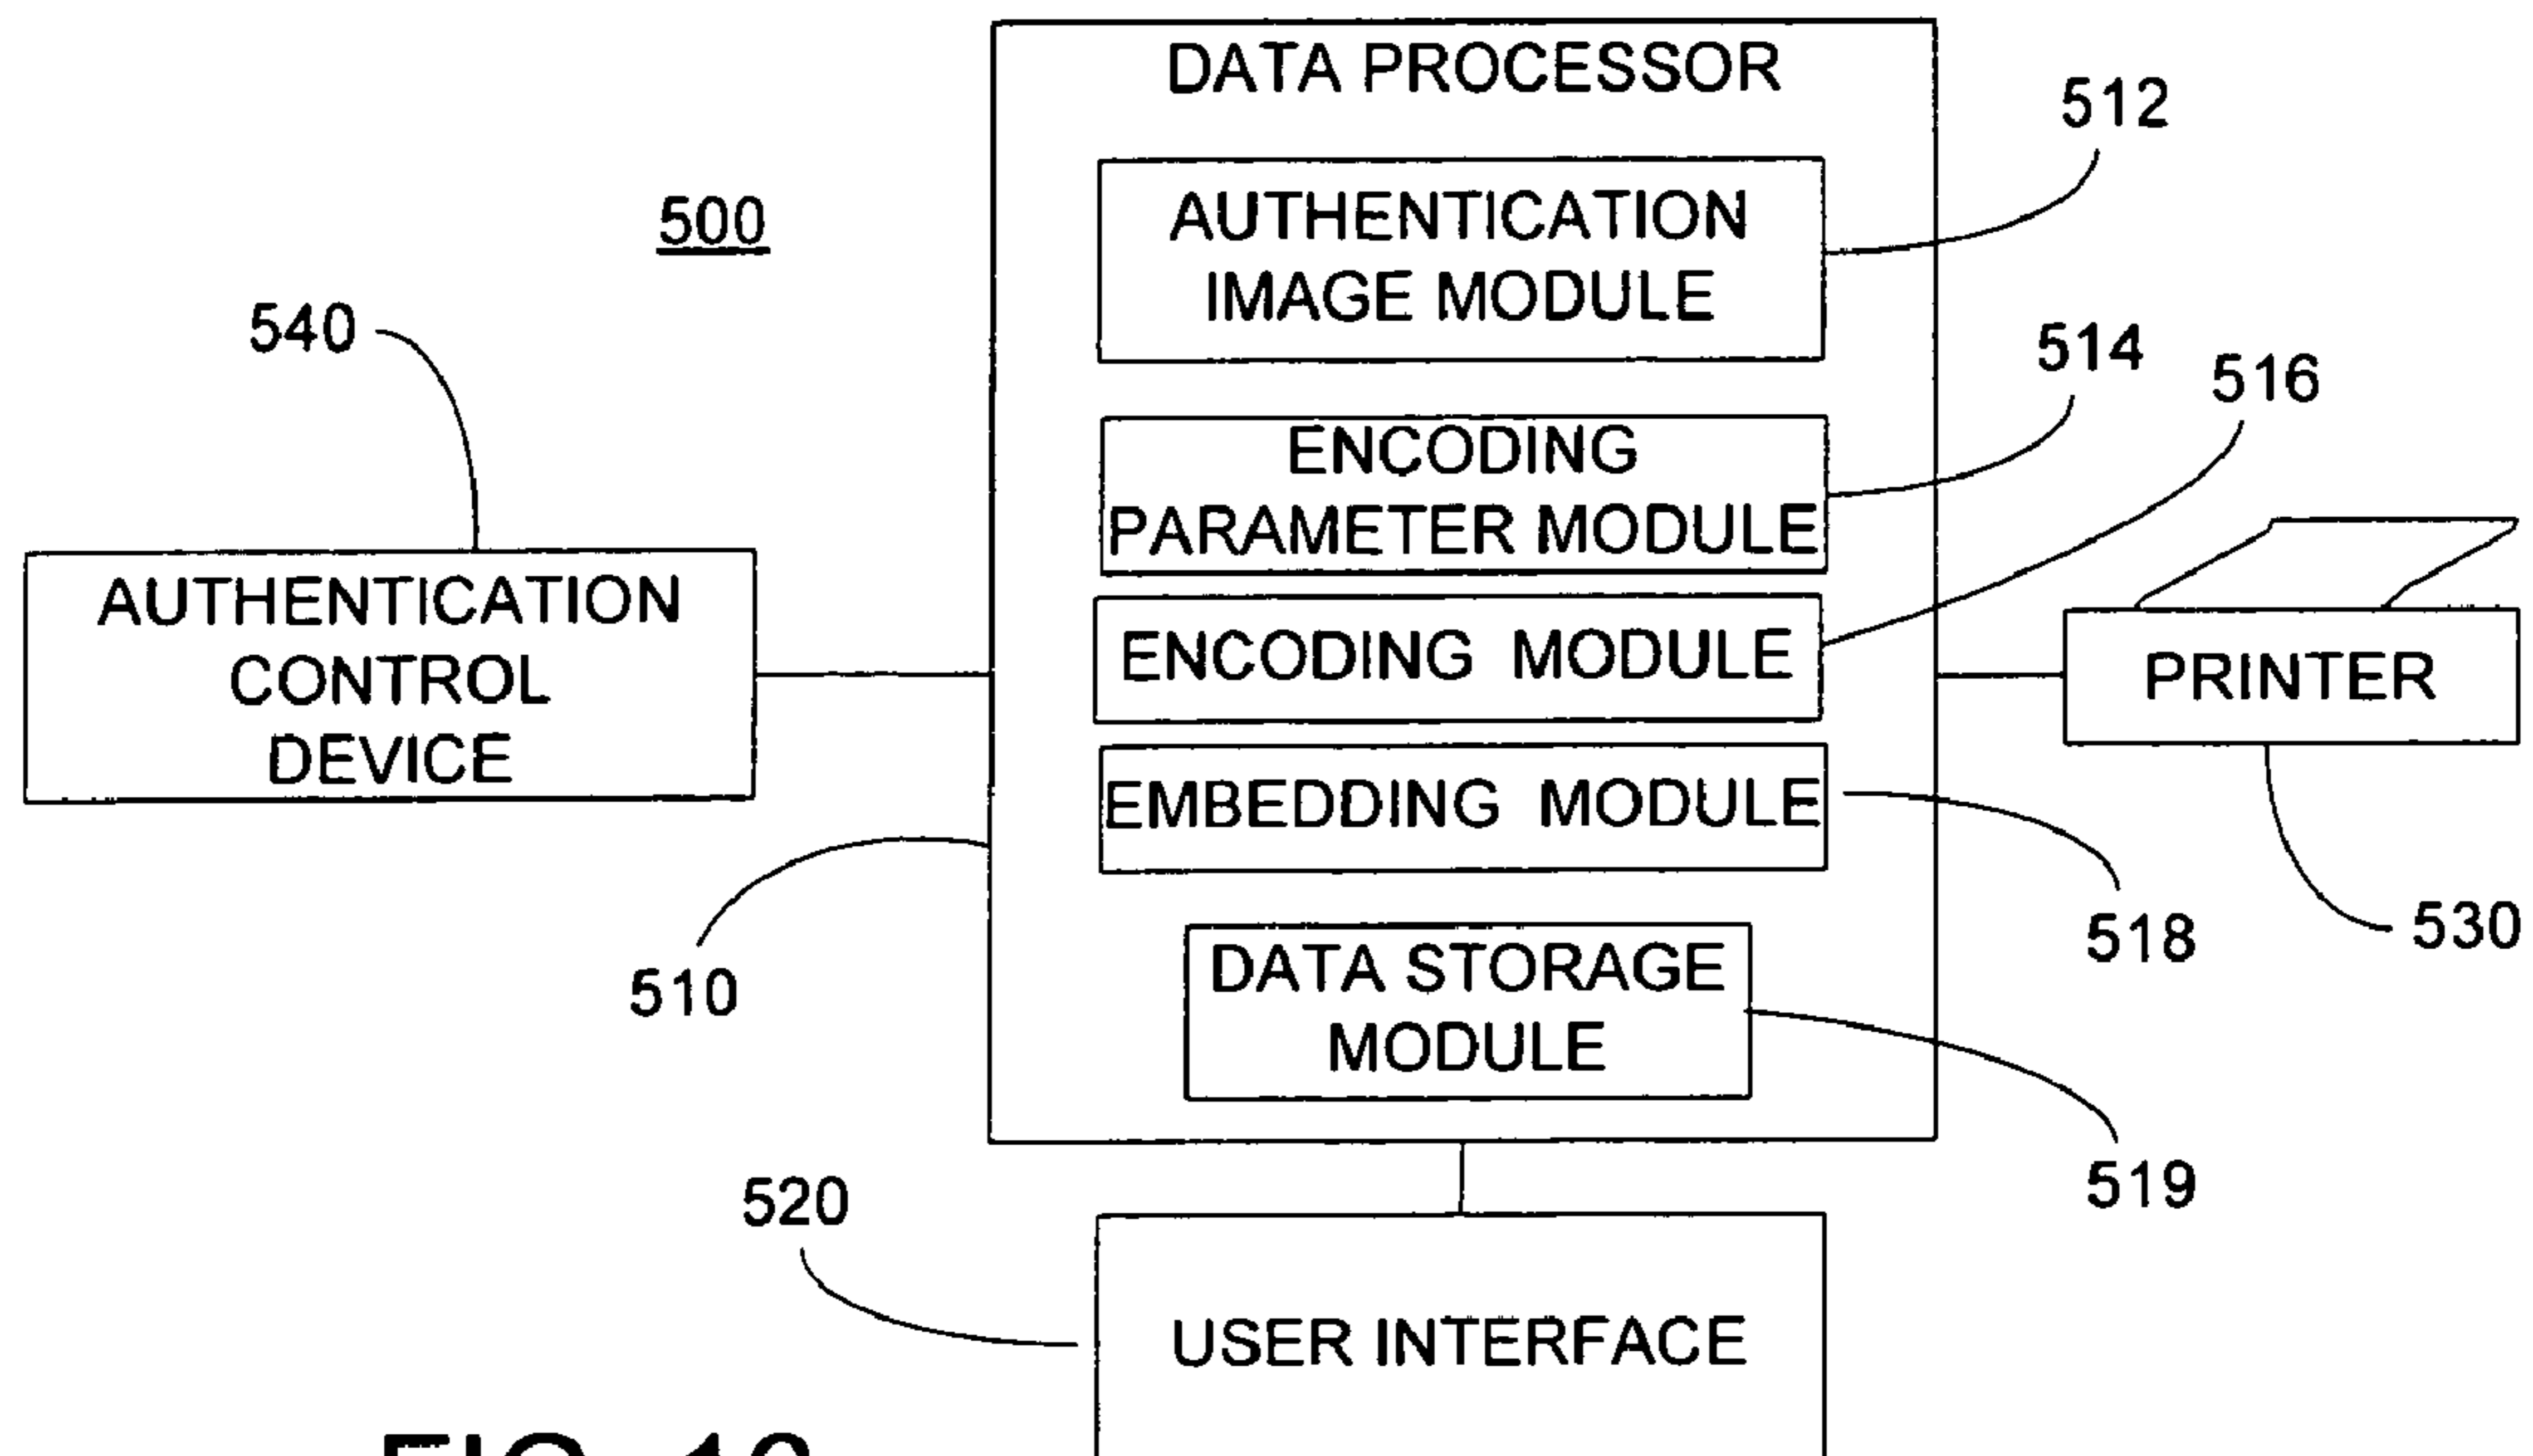 DATA PROCESSOR
512
AUTHENTICATION
IMAGE MODULE
500
540
514
516
ENCODING
PARAMETER MODULE
AUTHENTICATION
CONTROL
DEVICE
ENCODING MODULE
PRINTER
EMBEDDING MODULE
510
518
530
DATA STORAGE
MODULE
519
520
USER INTERFACE